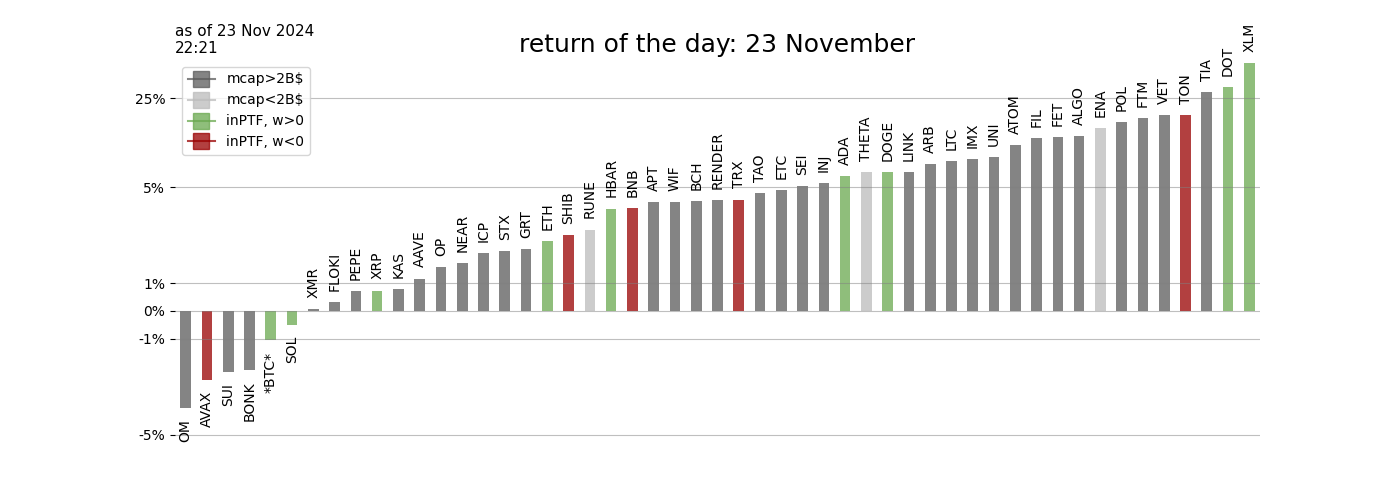 as of 23 Nov 2024
22:21
return of the day: 23 November
mcap>2B$
mcap<2B$
inPTF, w>0
inPTF, w<0
25%
5%
1%
0%
-1%
-5%
OM
AVAX
SUI
BONK
*BTC*
SOL
XMR
FLOKI
PEPE
XRP
KAS
AAVE
OP
NEAR
ICP
STX
GRT
ETH
SHIB
RUNE
HBAR
BNB
APT
WIF
BCH
RENDER
TRX
TAO
ETC
SEI
INJ
ADA
THETA
DOGE
LINK
ARB
LTC
IMX
UNI
ATOM
FIL
FET
ALGO
ENA
POL
FTM
VET
TON
TIA
DOT
XLM